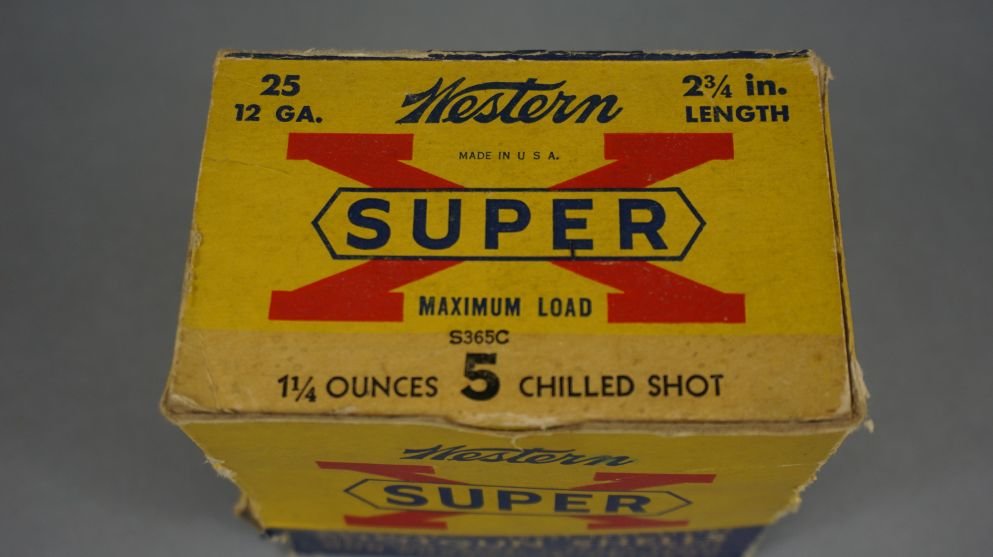 25 Western 2¾ in.
12 GA. LENGTH
MADE IN U S A.
X
SUPER
MAXIMUM LOAD
S365C
1¼ OUNCES 5 CHILLED SHOT
Western
X
SUPER